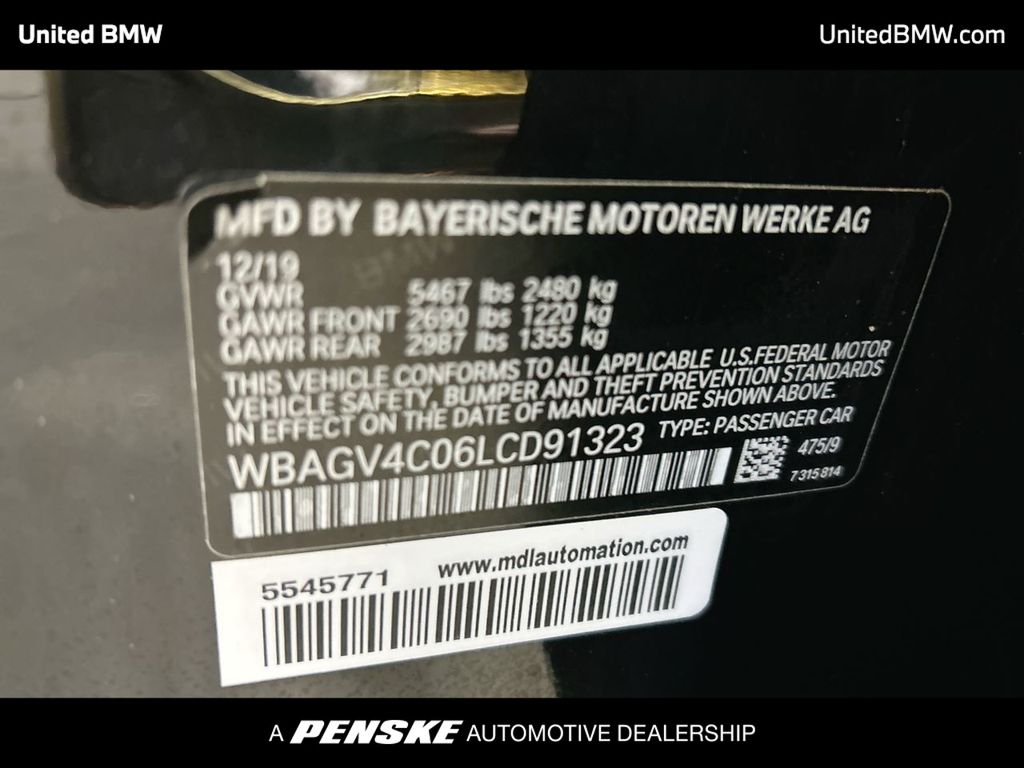 United BMW
UnitedBMW.com
MFD BY BAYERISCHE MOTOREN WERKE AG
12/19
GVWR 5467 lbs 2480 kg
GAWR FRONT 2690 lbs 1220 kg
GAWR REAR 2987 lbs 1355 kg
THIS VEHICLE CONFORMS TO ALL APPLICABLE U.S.FEDERAL MOTOR
VEHICLE SAFETY, BUMPER AND THEFT PREVENTION STANDARDS
IN EFFECT ON THE DATE OF MANUFACTURE SHOWN ABOVE.
WBAGV4C06LCD91323 TYPE: PASSENGER CAR
475/9
7315814
5545771 www.mdlautomation.com
A PENSKE AUTOMOTIVE DEALERSHIP